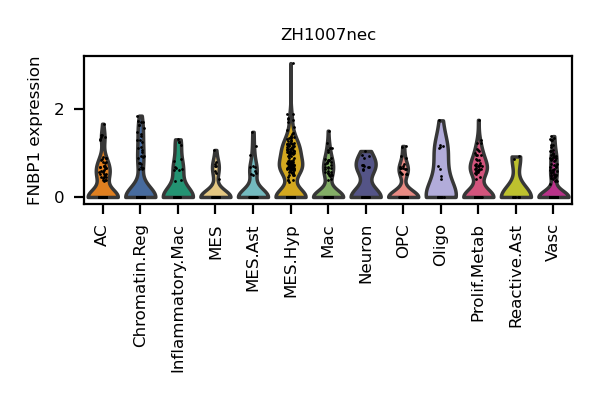 ZH1007nec
FNBP1 expression
2
0
AC
Chromatin.Reg
Inflammatory.Mac
MES
MES.Ast
MES.Hyp
Mac
Neuron
OPC
Oligo
Prolif.Metab
Reactive.Ast
Vasc